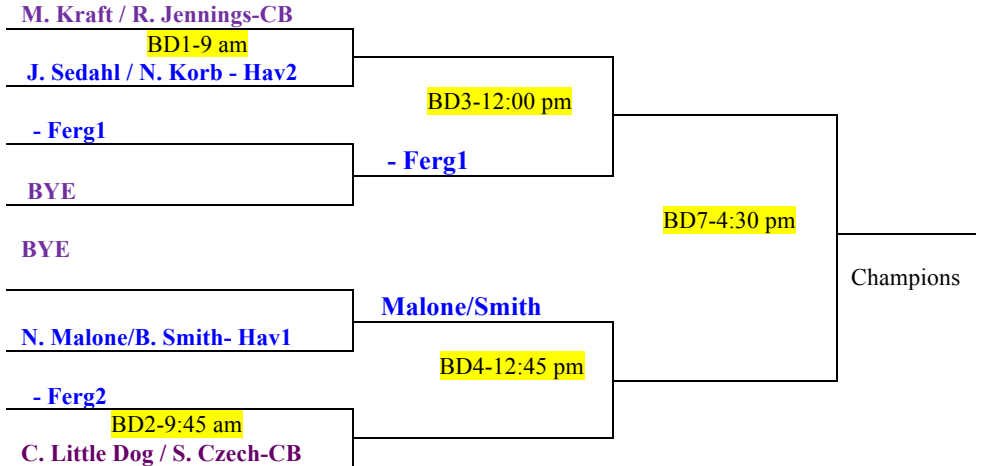 M. Kraft / R. Jennings-CB
BD1-9 am
J. Sedahl / N. Korb - Hav2
BD3-12:00 pm
- Ferg1
- Ferg1
BYE
BD7-4:30 pm
BYE
Champions
Malone/Smith
N. Malone/B. Smith- Hav1
BD4-12:45 pm
- Ferg2
BD2-9:45 am
C. Little Dog / S. Czech-CB